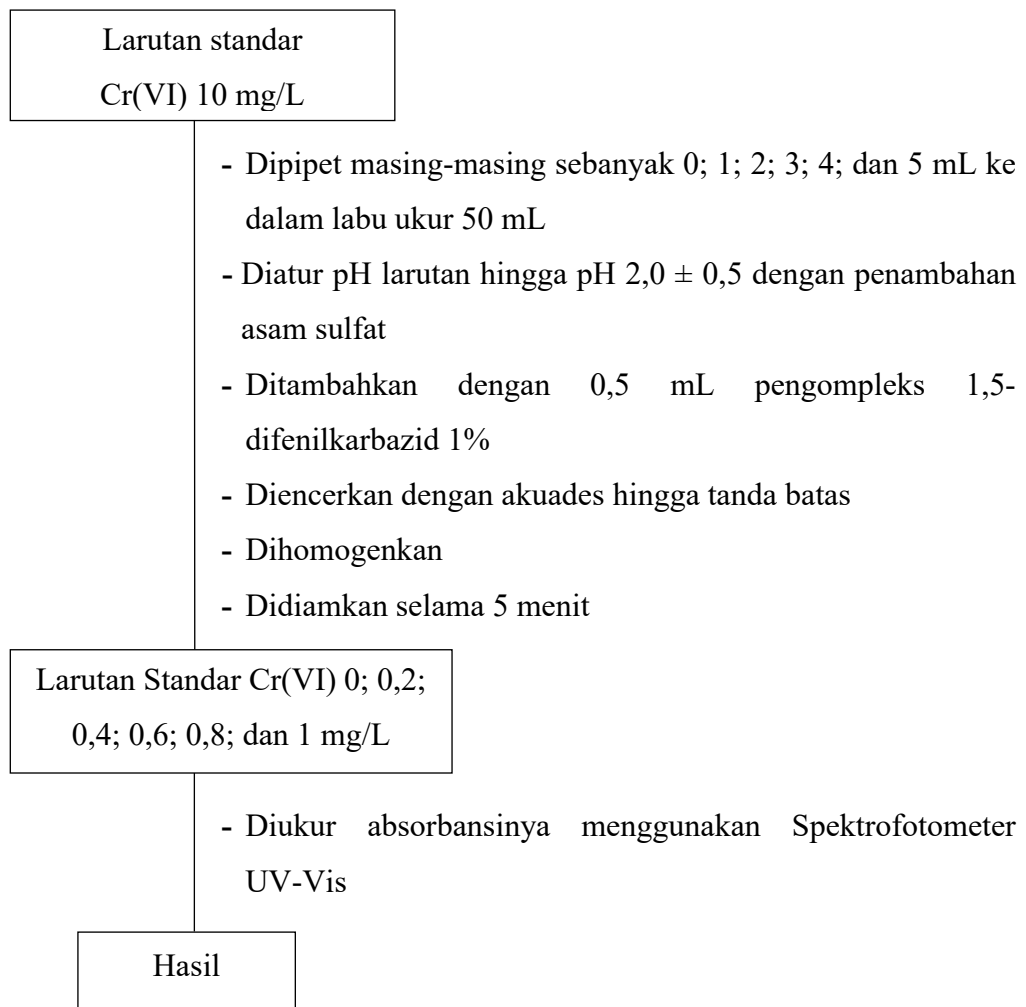 Larutan standar
Cr(VI) 10 mg/L
- Dipipet masing-masing sebanyak 0; 1; 2; 3; 4; dan 5 mL ke
dalam labu ukur 50 mL
- Diatur pH larutan hingga pH 2,0 ± 0,5 dengan penambahan
asam sulfat
- Ditambahkan dengan 0,5 mL pengompleks 1,5-
difenilkarbazid 1%
- Diencerkan dengan akuades hingga tanda batas
- Dihomogenkan
- Didiamkan selama 5 menit
Larutan Standar Cr(VI) 0; 0,2;
0,4; 0,6; 0,8; dan 1 mg/L
- Diukur absorbansinya menggunakan Spektrofotometer
UV-Vis
Hasil